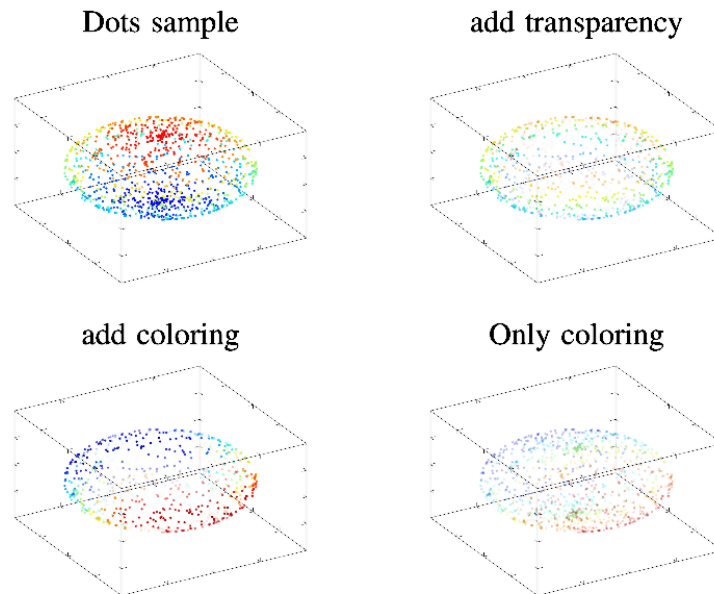 Dots sample
add transparency
add coloring
Only coloring